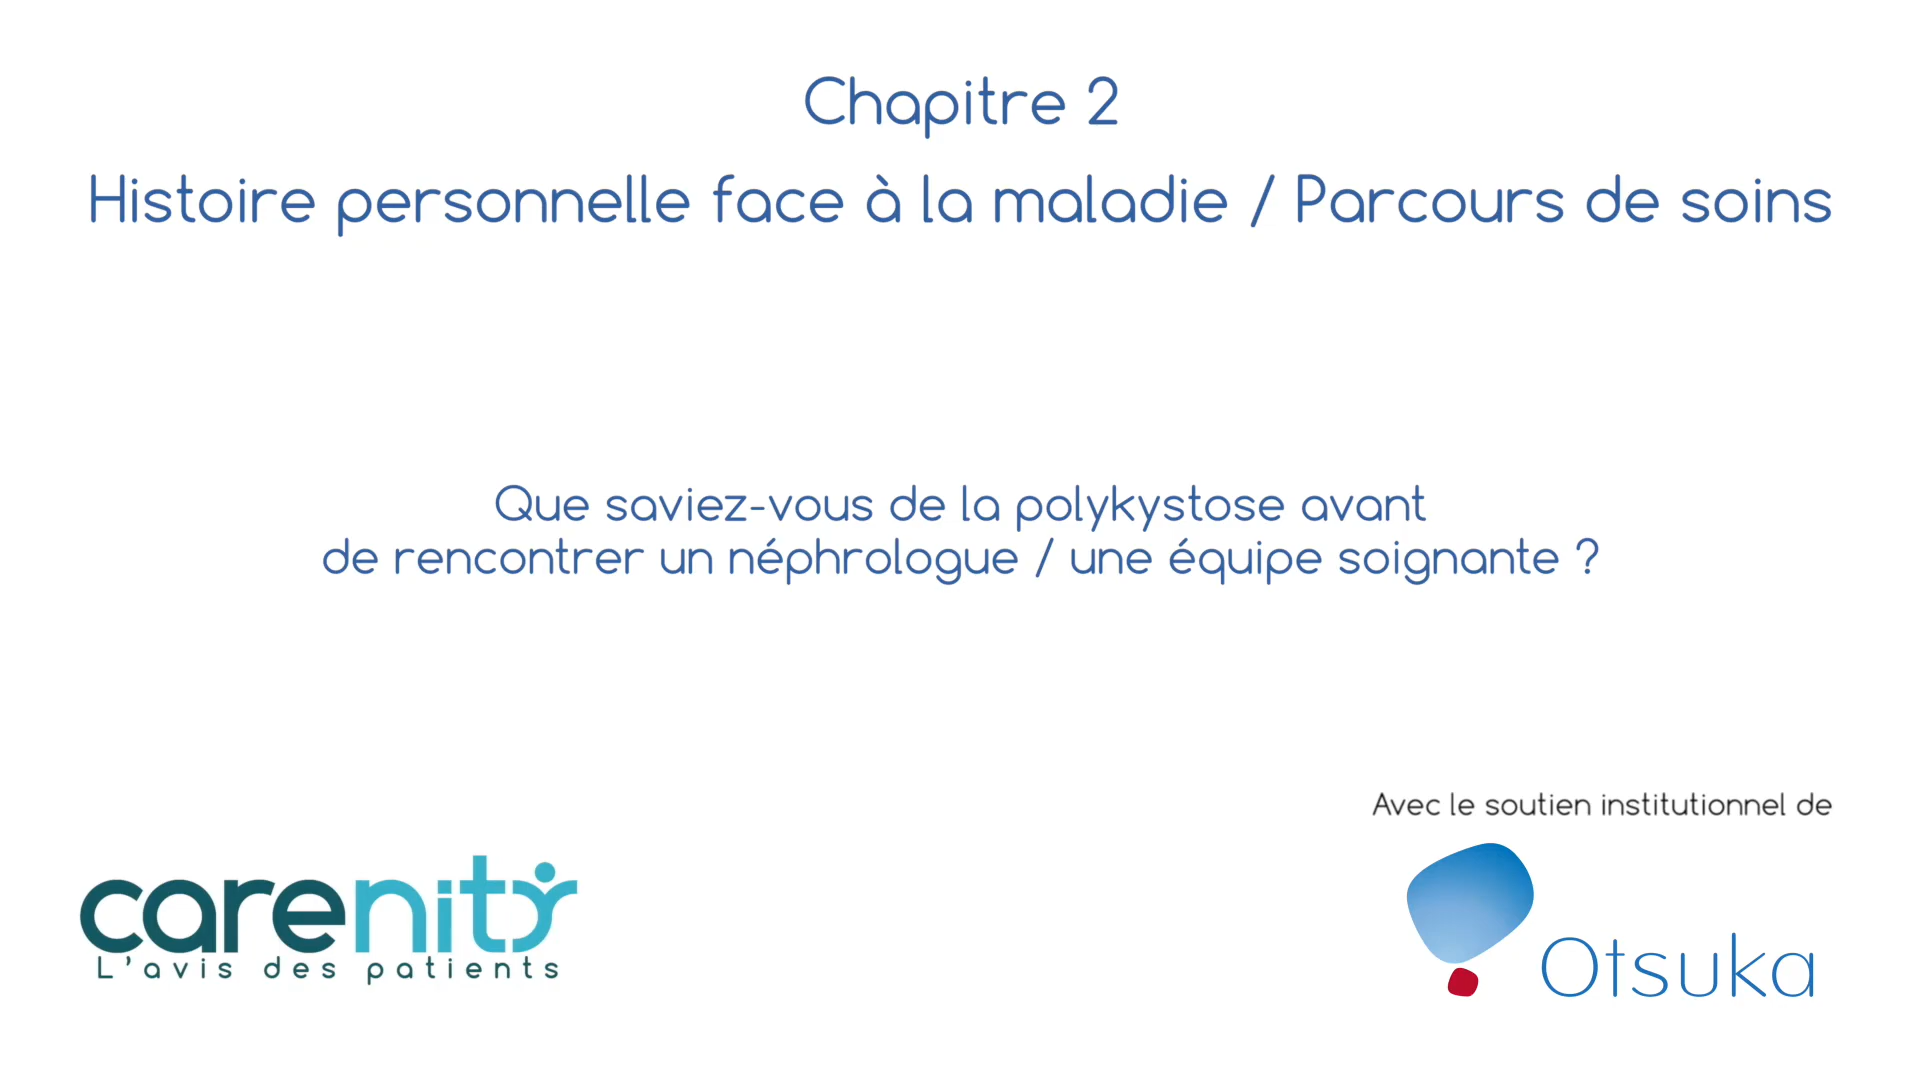 Chapitre 2
Histoire personnelle face à la maladie / Parcours de soins
Que saviez-vous de la polykystose avant
de rencontrer un néphrologue / une équipe soignante ?
Avec le soutien institutionnel de
carenity
L'avis des patients
Otsuka